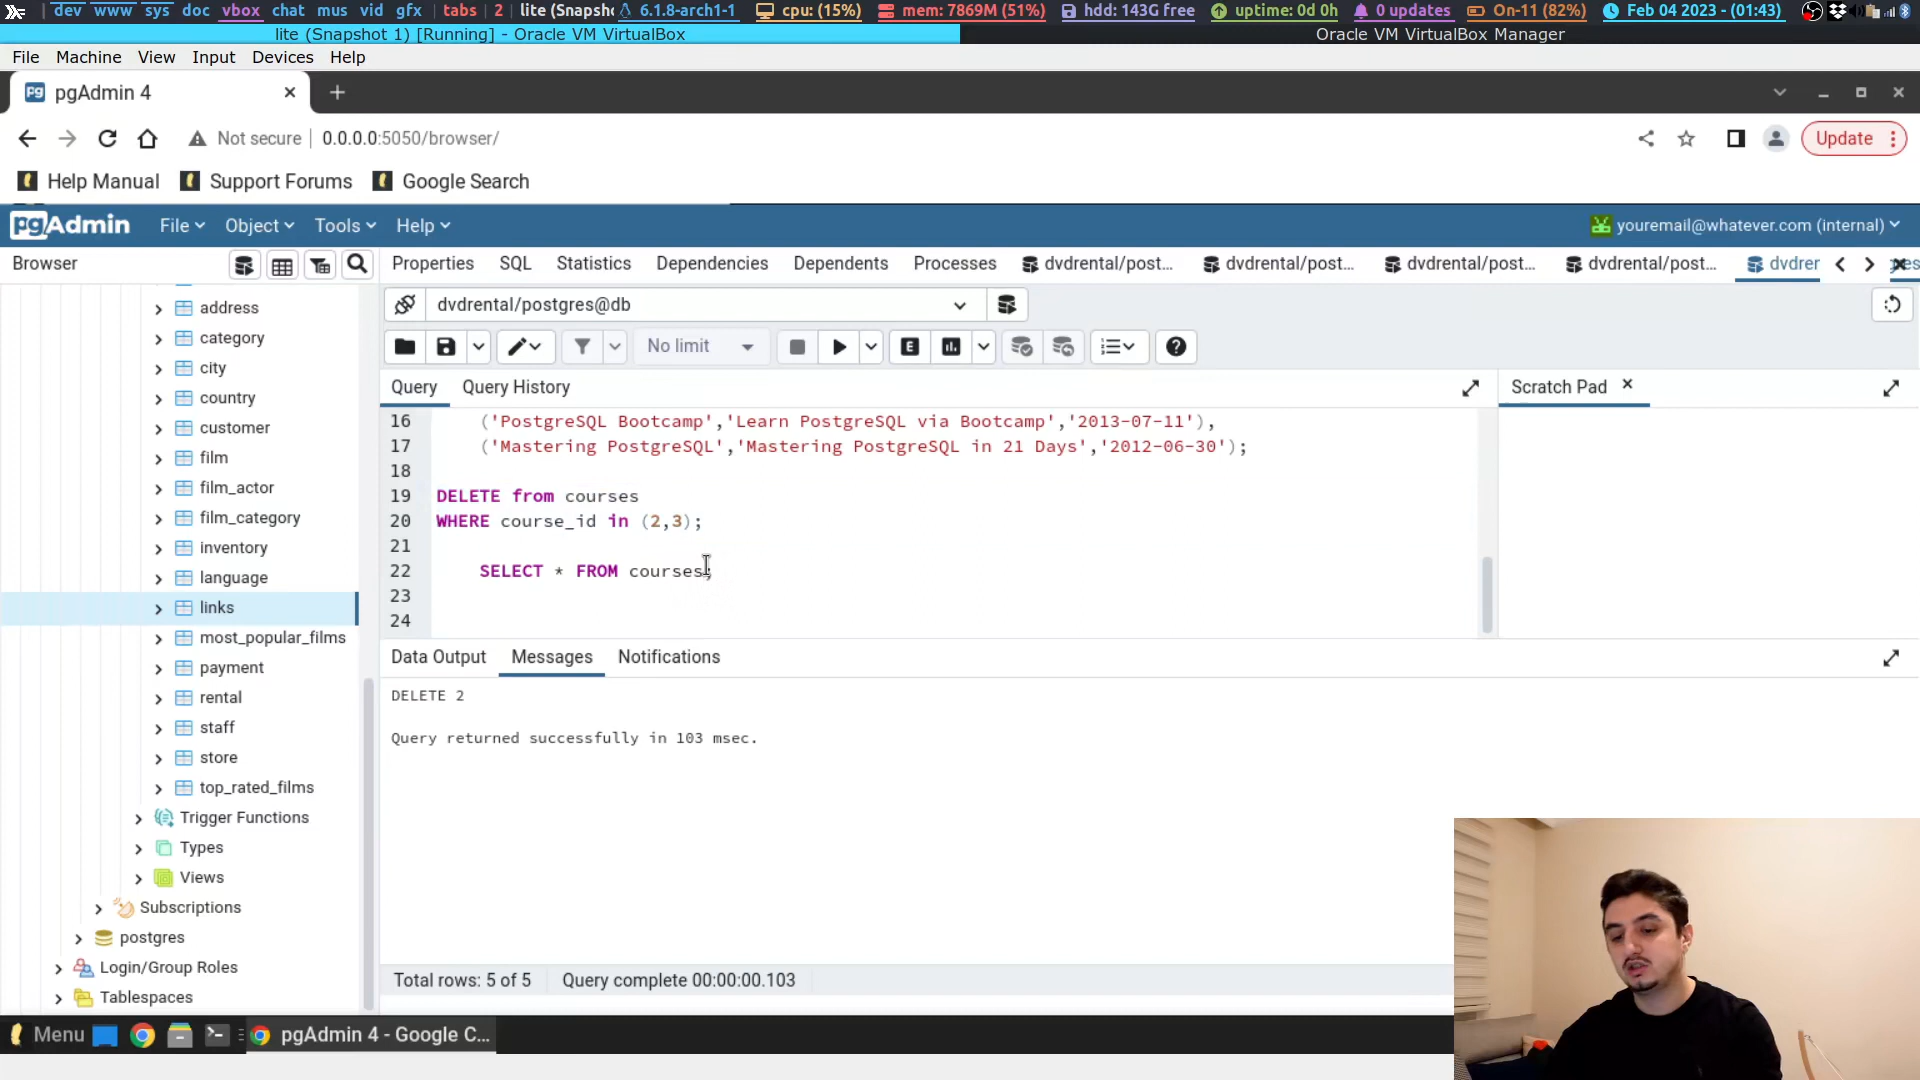 dev www sys doc vbox chat mus vid gfx tabs 2 lite (Snapsh 6.1.8-arch1-1 cpu: (15%) mem: 7869M (51%) hdd: 143G free uptime: 0d 0h 0 updates On-11 (82%) Feb 04 2023 - (01:43)
lite (Snapshot 1) [Running] - Oracle VM VirtualBox
Oracle VM VirtualBox Manager
File Machine View Input Devices Help
pgAdmin 4
Not secure 0.0.0.0:5050/browser/
Update
Help Manual Support Forums Google Search
pgAdmin File Object Tools Help
youremail@whatever.com (internal)
Browser
Properties SQL Statistics Dependencies Dependents Processes dvdrental/post... dvdrental/post... dvdrental/post... dvdrental/post... dvdrer
dvdrental/postgres@db
No limit
E
Query Query History
Scratch Pad
16 ('PostgreSQL Bootcamp','Learn PostgreSQL via Bootcamp','2013-07-11'),
17 ('Mastering PostgreSQL','Mastering PostgreSQL in 21 Days','2012-06-30');
18
19 DELETE from courses
20 WHERE course_id in (2,3);
21
22 SELECT * FROM courses;
23
24
address
category
city
country
customer
film
film_actor
film_category
inventory
language
links
most_popular_films
payment
rental
staff
store
top_rated_films
Trigger Functions
Types
Views
Subscriptions
postgres
Login/Group Roles
Tablespaces
Data Output Messages Notifications
DELETE 2
Query returned successfully in 103 msec.
Total rows: 5 of 5 Query complete 00:00:00.103
Menu
pgAdmin 4 - Google C...